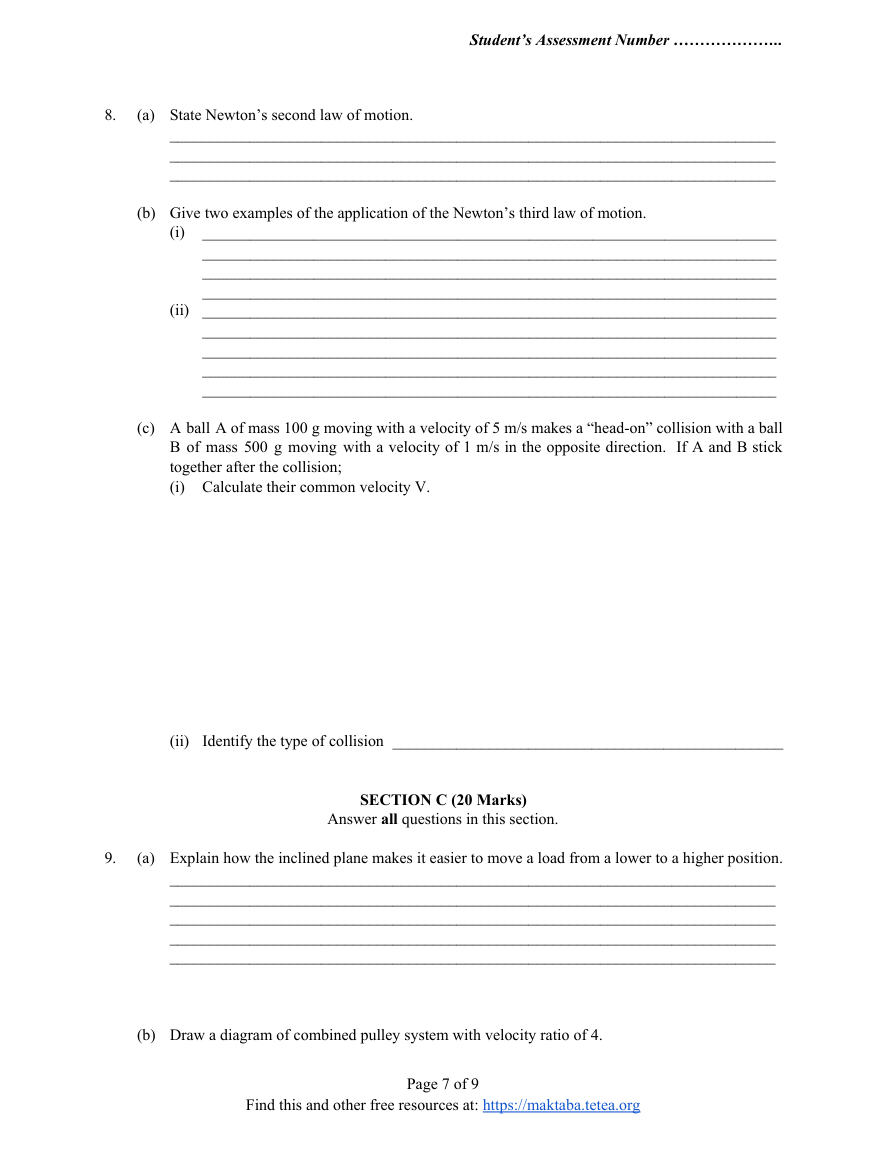 Student’s Assessment Number ………………...
8. (a) State Newton’s second law of motion.
(b) Give two examples of the application of the Newton’s third law of motion.
(i)
(ii)
(c) A ball A of mass 100 g moving with a velocity of 5 m/s makes a “head-on” collision with a ball
B of mass 500 g moving with a velocity of 1 m/s in the opposite direction. If A and B stick
together after the collision;
(i) Calculate their common velocity V.
(ii) Identify the type of collision
SECTION C (20 Marks)
Answer all questions in this section.
9. (a) Explain how the inclined plane makes it easier to move a load from a lower to a higher position.
(b) Draw a diagram of combined pulley system with velocity ratio of 4.
Page 7 of 9
Find this and other free resources at: https://maktaba.tetea.org